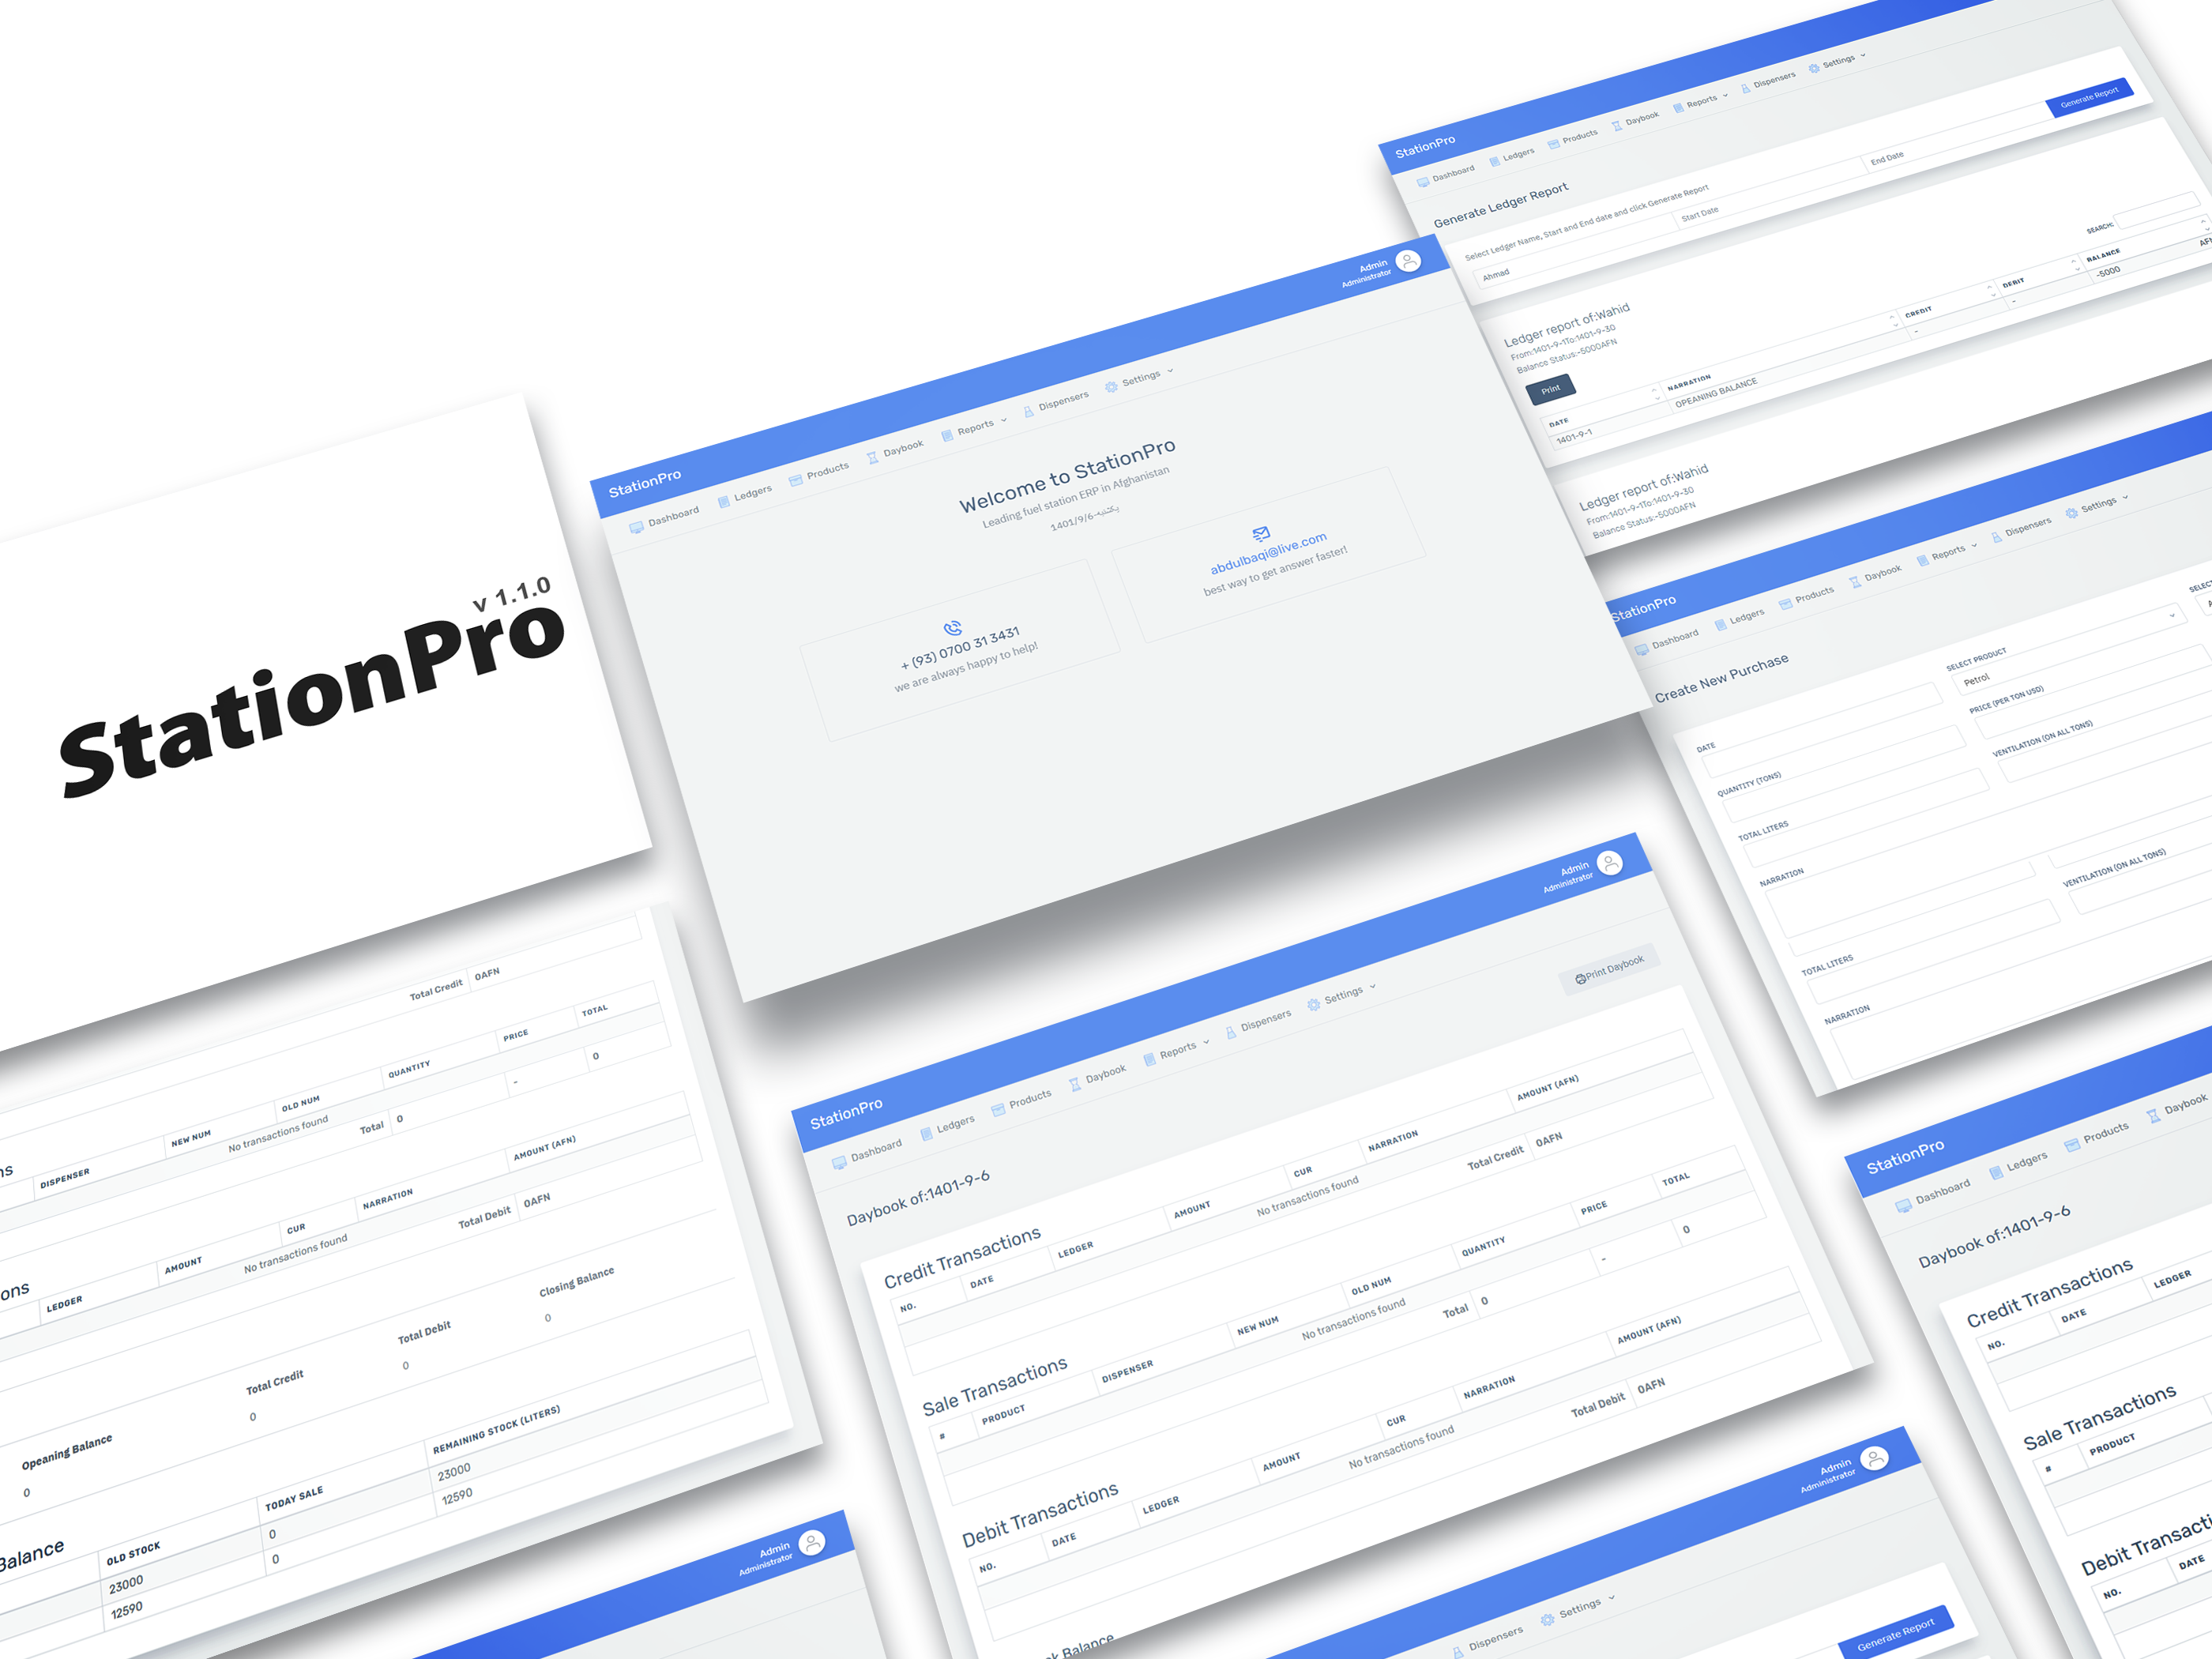 v 1.1.0
StationPro
StationPro
Admin
Administrator
Dashboard
Ledgers
Products
Daybook
Reports
Dispensers
Settings
Welcome to StationPro
Leading fuel station ERP in Afghanistan
1401/9/6-یکشنبه
+ (93) 0700 31 3431
we are always happy to help!
abdulbaqi@live.com
best way to get answer faster!
StationPro
Dashboard
Ledgers
Products
Daybook
Reports
Dispensers
Settings
Generate Ledger Report
Select Ledger Name, Start and End date and click Generate Report
Ahmad
Start Date
End Date
Generate Report
Ledger report of:Wahid
From:1401-9-1To:1401-9-30
Balance Status:-5000AFN
Print
SEARCH:
DATE
NARRATION
CREDIT
DEBIT
BALANCE
1401-9-1
OPEANING BALANCE
-
-
-5000
Ledger report of:Wahid
From:1401-9-1To:1401-9-30
Balance Status:-5000AFN
StationPro
Dashboard
Ledgers
Products
Daybook
Reports
Dispensers
Settings
Create New Purchase
DATE
SELECT PRODUCT
Petrol
QUANTITY (TONS)
PRICE (PER TON USD)
TOTAL LITERS
VENTILATION (ON ALL TONS)
NARRATION
VENTILATION (ON ALL TONS)
TOTAL LITERS
NARRATION
Total Credit
0AFN
DISPENSER
NEW NUM
OLD NUM
QUANTITY
PRICE
TOTAL
No transactions found
Total
0
-
0
LEDGER
AMOUNT
CUR
NARRATION
AMOUNT (AFN)
No transactions found
Total Debit
0AFN
Opeaning Balance
Total Credit
Total Debit
Closing Balance
0
0
0
0
Balance
OLD STOCK
TODAY SALE
REMAINING STOCK (LITERS)
23000
0
23000
12590
0
12590
StationPro
Admin
Administrator
Dashboard
Ledgers
Products
Daybook
Reports
Dispensers
Settings
Daybook of:1401-9-6
Print Daybook
Credit Transactions
NO.
DATE
LEDGER
AMOUNT
CUR
NARRATION
AMOUNT (AFN)
No transactions found
Total Credit
0AFN
Sale Transactions
#
PRODUCT
DISPENSER
NEW NUM
OLD NUM
QUANTITY
PRICE
TOTAL
No transactions found
Total
0
-
0
Debit Transactions
NO.
DATE
LEDGER
AMOUNT
CUR
NARRATION
AMOUNT (AFN)
No transactions found
Total Debit
0AFN
Balance
StationPro
Dashboard
Ledgers
Products
Daybook
Daybook of:1401-9-6
Credit Transactions
NO.
DATE
LEDGER
Sale Transactions
#
PRODUCT
Debit Transacti
NO.
DATE
Admin
Administrator
Admin
Administrator
Dispensers
Settings
Generate Report